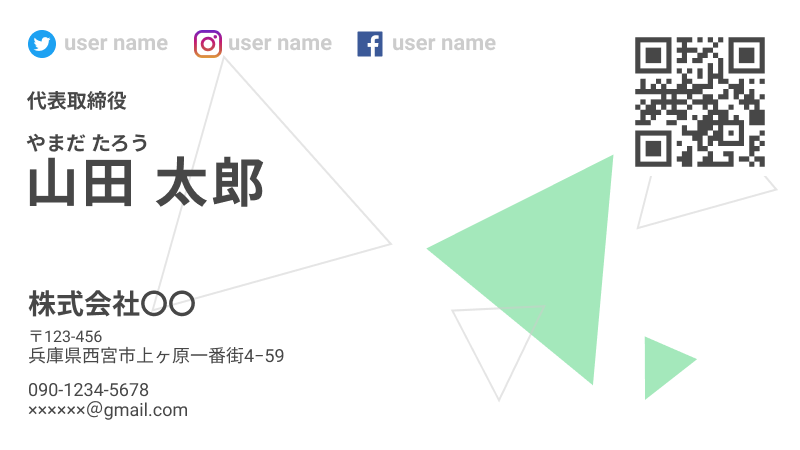 user name user name user name
代表取締役
やまだ たろう
山田 太郎
株式会社〇〇
〒123-456
兵庫県西宮市上ヶ原一番街4−59
090-1234-5678
××××××@gmail.com